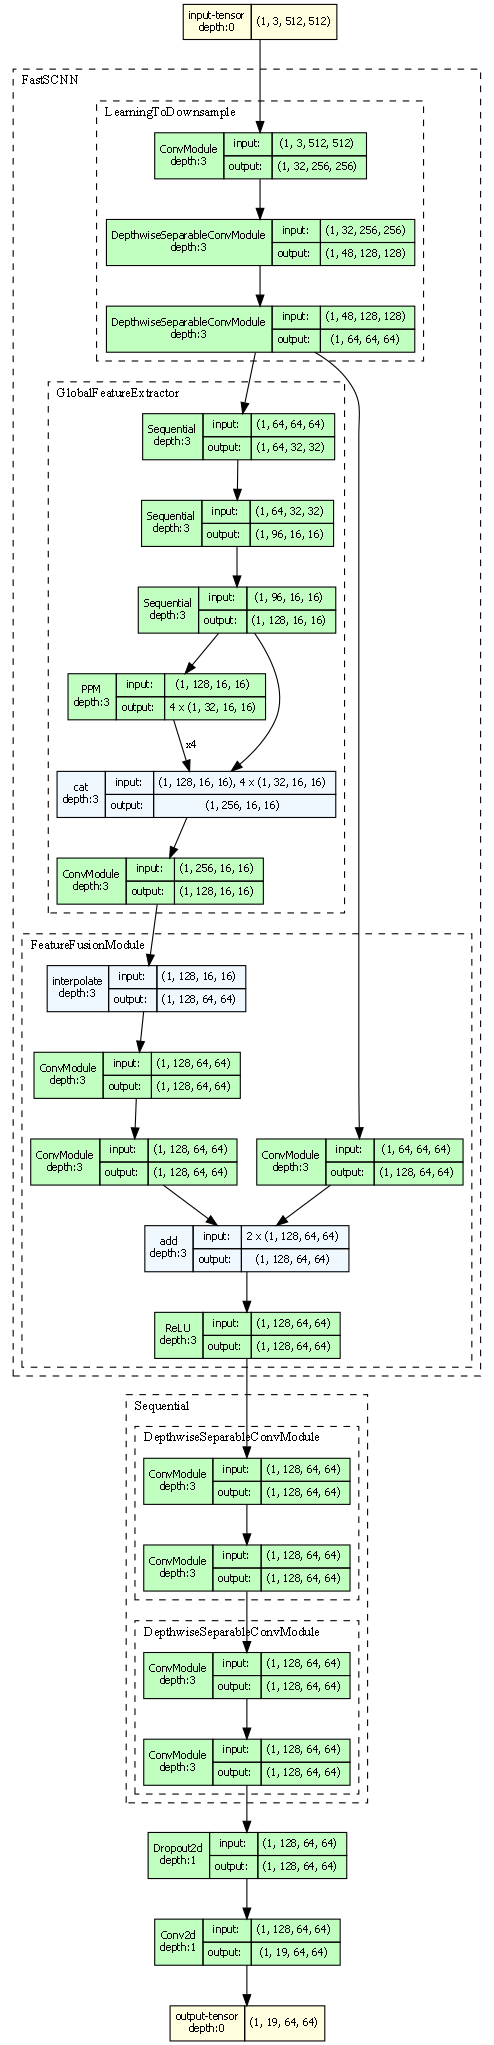 input-tensor
depth:0
(1, 3, 512, 512)
FastSCNN
LearningToDownsample
ConvModule
depth:3
input:
(1, 3, 512, 512)
output:
(1, 32, 256, 256)
DepthwiseSeparableConvModule
depth:3
input:
(1, 32, 256, 256)
output:
(1, 48, 128, 128)
DepthwiseSeparableConvModule
depth:3
input:
(1, 48, 128, 128)
output:
(1, 64, 64, 64)
GlobalFeatureExtractor
Sequential
depth:3
input:
(1, 64, 64, 64)
output:
(1, 64, 32, 32)
Sequential
depth:3
input:
(1, 64, 32, 32)
output:
(1, 96, 16, 16)
Sequential
depth:3
input:
(1, 96, 16, 16)
output:
(1, 128, 16, 16)
PPM
depth:3
input:
(1, 128, 16, 16)
output:
4 x (1, 32, 16, 16)
x4
cat
depth:3
input:
(1, 128, 16, 16), 4 x (1, 32, 16, 16)
output:
(1, 256, 16, 16)
ConvModule
depth:3
input:
(1, 256, 16, 16)
output:
(1, 128, 16, 16)
FeatureFusionModule
interpolate
depth:3
input:
(1, 128, 16, 16)
output:
(1, 128, 64, 64)
ConvModule
depth:3
input:
(1, 128, 64, 64)
output:
(1, 128, 64, 64)
ConvModule
depth:3
input:
(1, 128, 64, 64)
output:
(1, 128, 64, 64)
ConvModule
depth:3
input:
(1, 64, 64, 64)
output:
(1, 128, 64, 64)
add
depth:3
input:
2 x (1, 128, 64, 64)
output:
(1, 128, 64, 64)
ReLU
depth:3
input:
(1, 128, 64, 64)
output:
(1, 128, 64, 64)
Sequential
DepthwiseSeparableConvModule
ConvModule
depth:3
input:
(1, 128, 64, 64)
output:
(1, 128, 64, 64)
ConvModule
depth:3
input:
(1, 128, 64, 64)
output:
(1, 128, 64, 64)
DepthwiseSeparableConvModule
ConvModule
depth:3
input:
(1, 128, 64, 64)
output:
(1, 128, 64, 64)
ConvModule
depth:3
input:
(1, 128, 64, 64)
output:
(1, 128, 64, 64)
Dropout2d
depth:1
input:
(1, 128, 64, 64)
output:
(1, 128, 64, 64)
Conv2d
depth:1
input:
(1, 128, 64, 64)
output:
(1, 19, 64, 64)
output-tensor
depth:0
(1, 19, 64, 64)